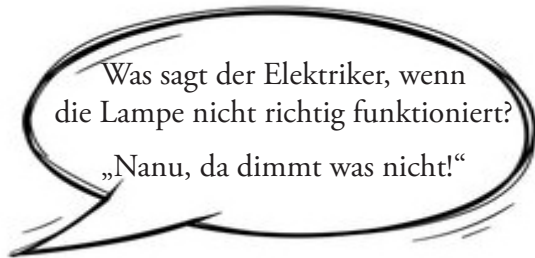 Was sagt der Elektriker, wenn
die Lampe nicht richtig funktioniert?
„Nanu, da dimmt was nicht!“